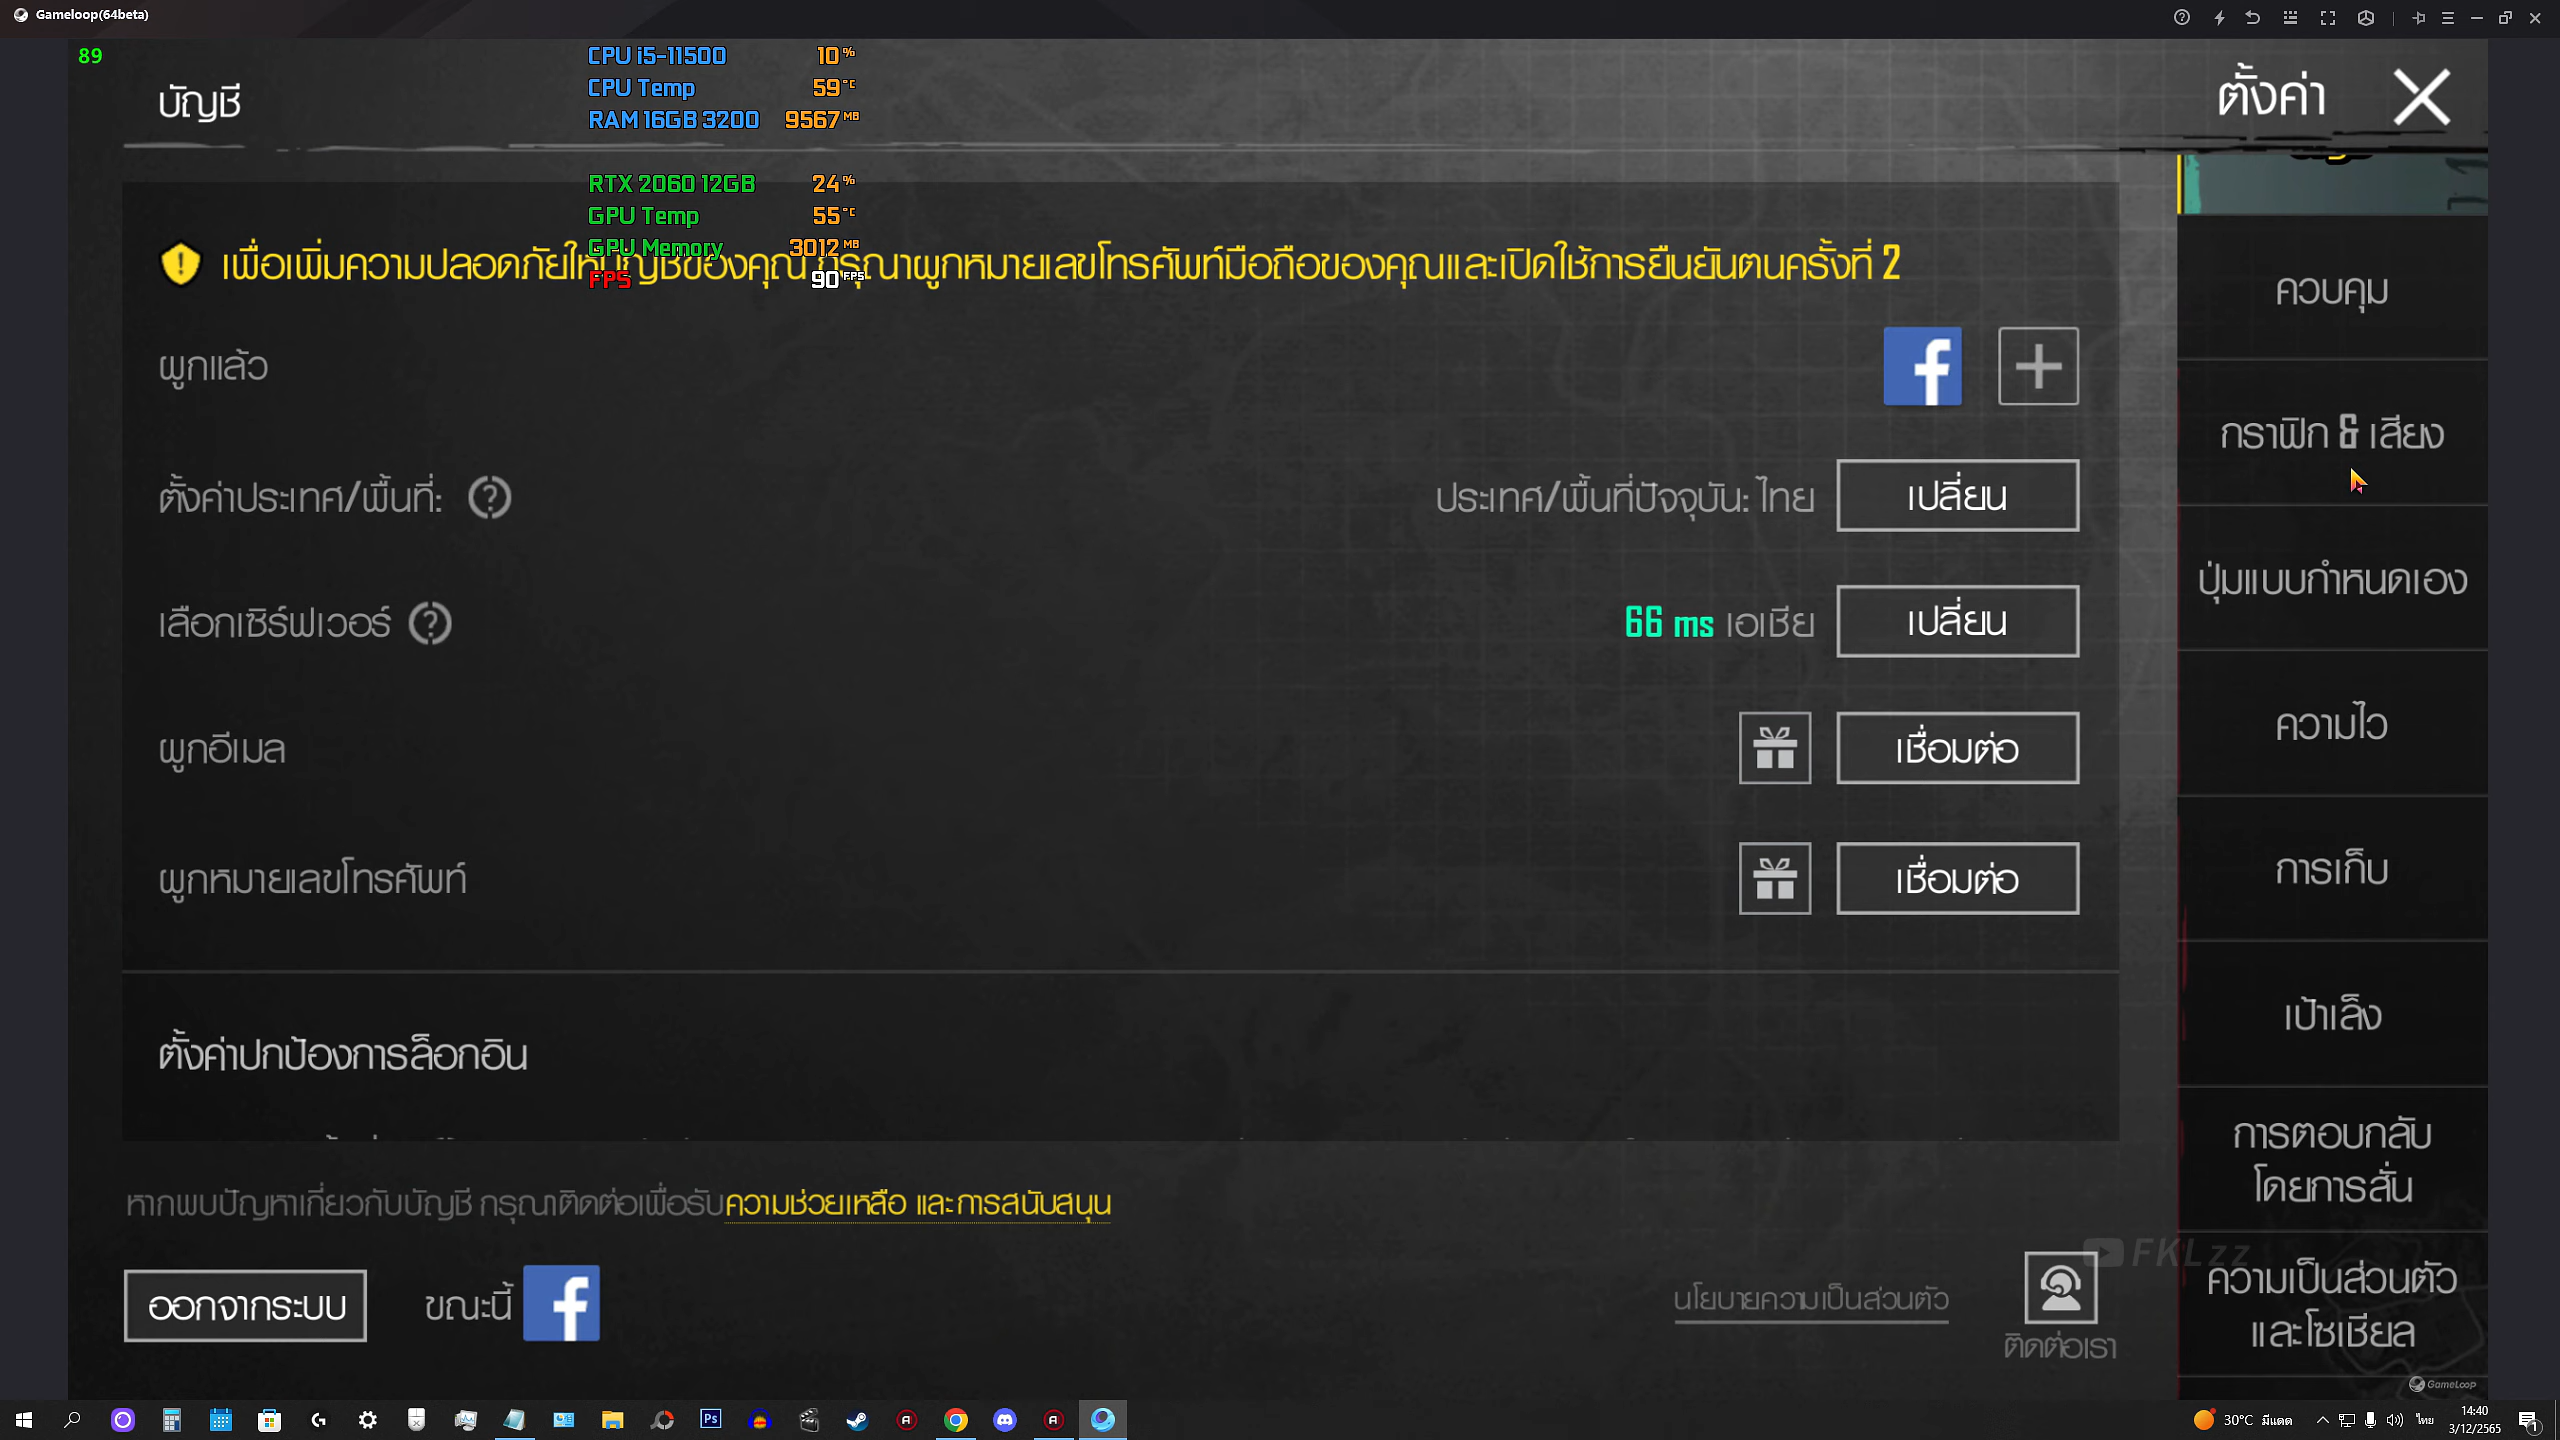 Gameloop(64beta)
89
CPU i5-11500 10 %
CPU Temp 59 °C
RAM 16GB 3200 9567 MB
RTX 2060 12GB 24 %
GPU Temp 55 °C
GPU Memory 3012 MB
FPS 90 FPS
บัญชี
ตั้งค่า
เพื่อเพิ่มความปลอดภัยให้บัญชีของคุณ กรุณาผูกหมายเลขโทรศัพท์มือถือของคุณและเปิดใช้การยืนยันตนครั้งที่ 2
ผูกแล้ว
ตั้งค่าประเทศ/พื้นที่:
ประเทศ/พื้นที่ปัจจุบัน: ไทย
เปลี่ยน
เลือกเซิร์ฟเวอร์
66 ms เอเชีย
เปลี่ยน
ผูกอีเมล
เชื่อมต่อ
ผูกหมายเลขโทรศัพท์
เชื่อมต่อ
ตั้งค่าปกป้องการล็อกอิน
หากพบปัญหาเกี่ยวกับบัญชี กรุณาติดต่อเพื่อรับความช่วยเหลือ และการสนับสนุน
ออกจากระบบ
ขณะนี้
นโยบายความเป็นส่วนตัว
ติดต่อเรา
ควบคุม
กราฟิก & เสียง
ปุ่มแบบกำหนดเอง
ความไว
การเก็บ
เป้าเล็ง
การตอบกลับ
โดยการสั่น
FKLzz
ความเป็นส่วนตัว
และโซเชียล
GameLoop
Ps
30°C มีแดด
ไทย
14:40
3/12/2565
1